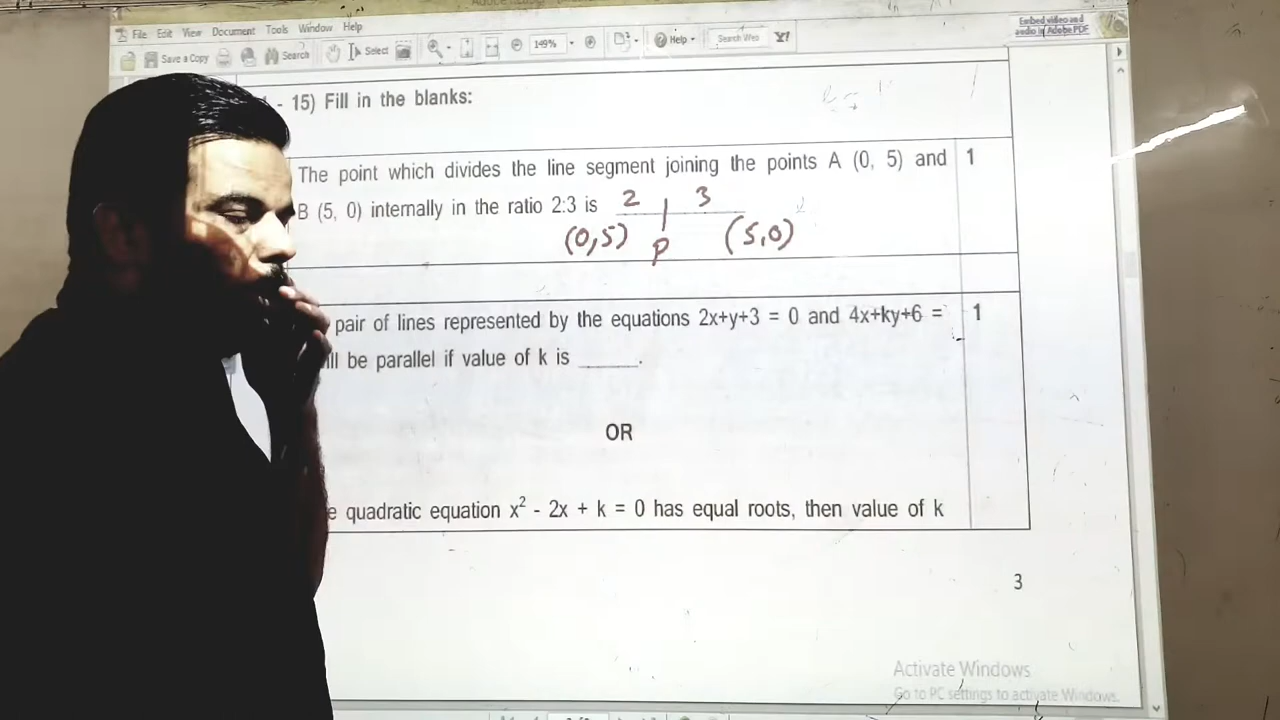 File Edit View Document Tools Window Help
Save a Copy Search Select 149% Help Search Web Y!
Embed video and
audio in Adobe PDF
- 15) Fill in the blanks:
The point which divides the line segment joining the points A (0, 5) and 1
B (5, 0) internally in the ratio 2:3 is
2 3
(0,5) P (5,0)
pair of lines represented by the equations 2x+y+3 = 0 and 4x+ky+6 = 1
ill be parallel if value of k is ______.
OR
e quadratic equation x² - 2x + k = 0 has equal roots, then value of k
3
Activate Windows
Go to PC settings to activate Windows.